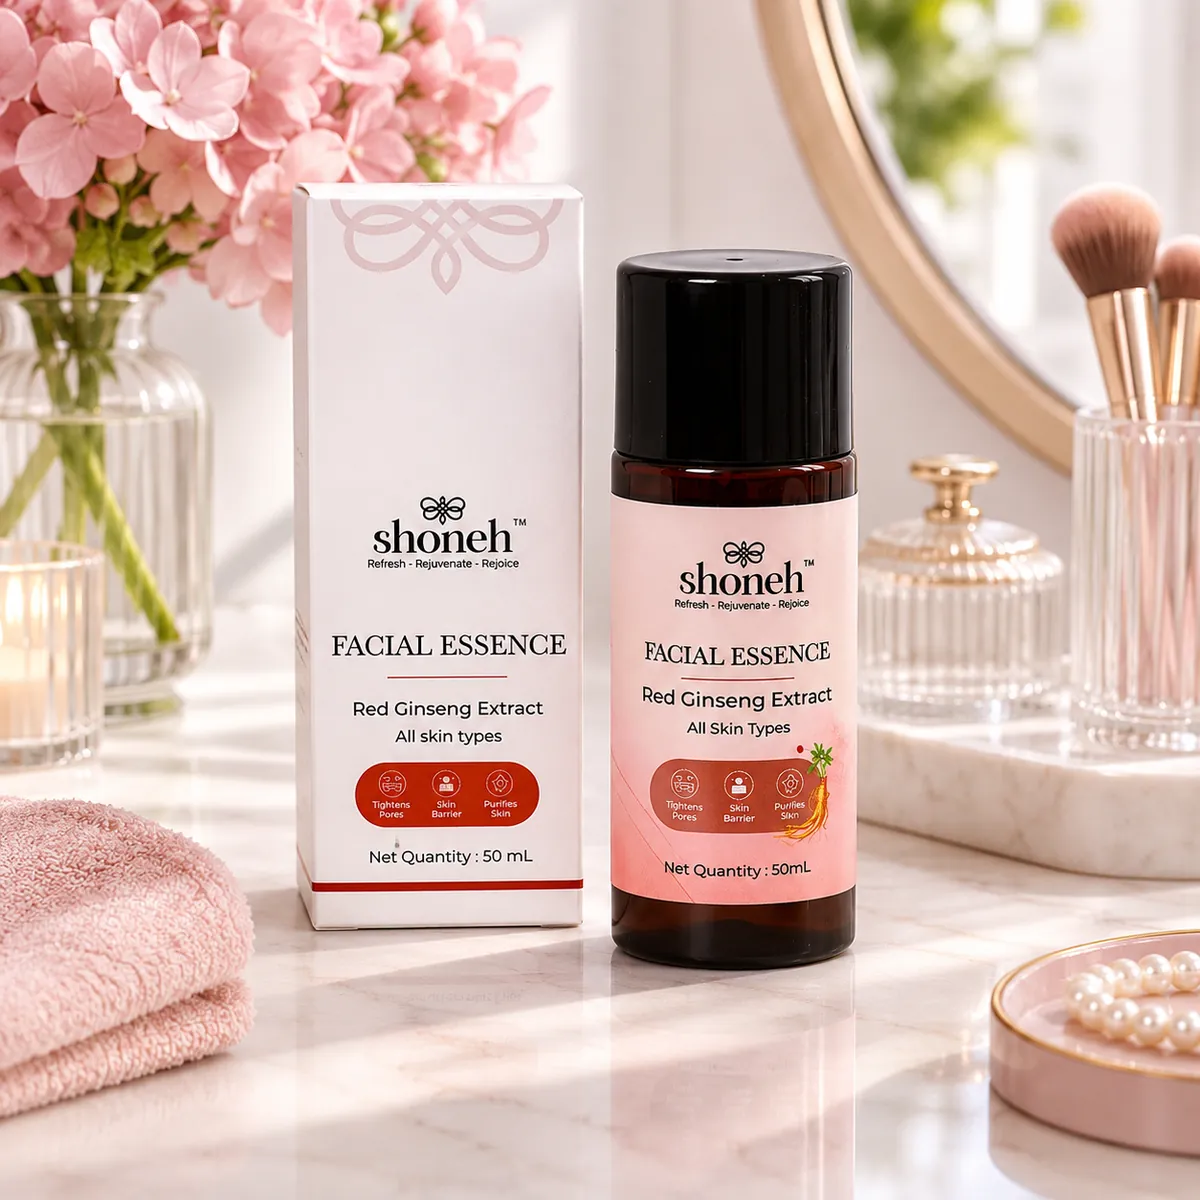 shoneh™
Refresh - Rejuvenate - Rejoice
FACIAL ESSENCE
Red Ginseng Extract
All skin types
Tightens Pores
Skin Barrier
Purifies Skin
Net Quantity : 50 mL
shoneh™
Refresh - Rejuvenate - Rejoice
FACIAL ESSENCE
Red Ginseng Extract
All Skin Types
Tightens Pores
Skin Barrier
Purifies Skin
Net Quantity : 50mL